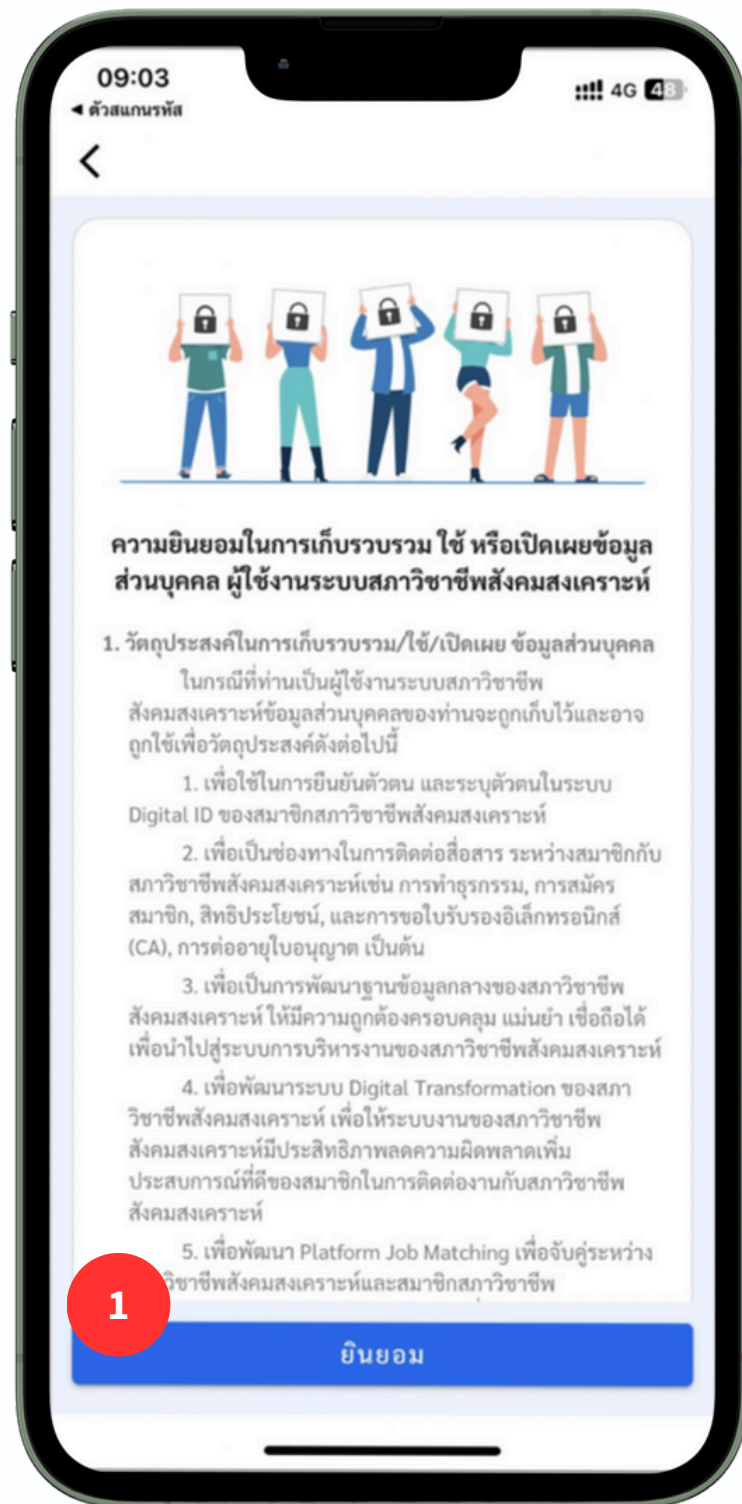 09:03
4G 48
◀ ตัวสแกนรหัส
ความยินยอมในการเก็บรวบรวม ใช้ หรือเปิดเผยข้อมูล
ส่วนบุคคล ผู้ใช้งานระบบสภาวิชาชีพสังคมสงเคราะห์
1. วัตถุประสงค์ในการเก็บรวบรวม/ใช้/เปิดเผย ข้อมูลส่วนบุคคล
ในกรณีที่ท่านเป็นผู้ใช้งานระบบสภาวิชาชีพ
สังคมสงเคราะห์ข้อมูลส่วนบุคคลของท่านจะถูกเก็บไว้และอาจ
ถูกใช้เพื่อวัตถุประสงค์ดังต่อไปนี้
1. เพื่อใช้ในการยืนยันตัวตน และระบุตัวตนในระบบ
Digital ID ของสมาชิกสภาวิชาชีพสังคมสงเคราะห์
2. เพื่อเป็นช่องทางในการติดต่อสื่อสาร ระหว่างสมาชิกกับ
สภาวิชาชีพสังคมสงเคราะห์เช่น การทำธุรกรรม, การสมัคร
สมาชิก, สิทธิประโยชน์, และการขอใบรับรองอิเล็กทรอนิกส์
(CA), การต่ออายุใบอนุญาต เป็นต้น
3. เพื่อเป็นการพัฒนาฐานข้อมูลกลางของสภาวิชาชีพ
สังคมสงเคราะห์ ให้มีความถูกต้องครอบคลุม แม่นยำ เชื่อถือได้
เพื่อนำไปสู่ระบบการบริหารงานของสภาวิชาชีพสังคมสงเคราะห์
4. เพื่อพัฒนาระบบ Digital Transformation ของสภา
วิชาชีพสังคมสงเคราะห์ เพื่อให้ระบบงานของสภาวิชาชีพ
สังคมสงเคราะห์มีประสิทธิภาพลดความผิดพลาดเพิ่ม
ประสบการณ์ที่ดีของสมาชิกในการติดต่องานกับสภาวิชาชีพ
สังคมสงเคราะห์
5. เพื่อพัฒนา Platform Job Matching เพื่อจับคู่ระหว่าง
วิชาชีพสังคมสงเคราะห์และสมาชิกสภาวิชาชีพ
1
ยินยอม